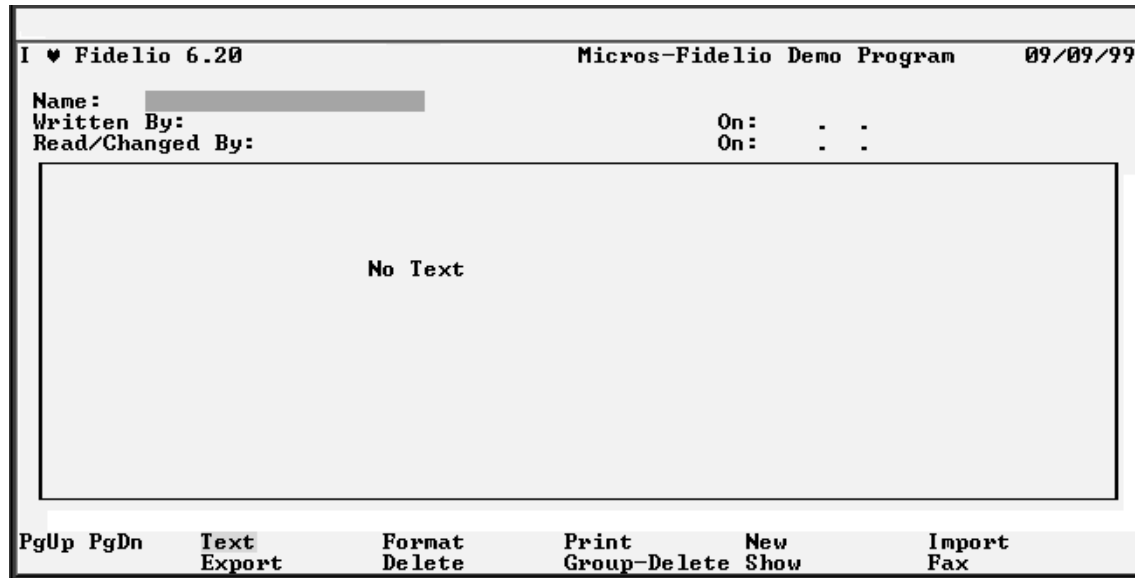 I ♥ Fidelio 6.20 Micros-Fidelio Demo Program 09/09/99
Name:
Written By: On: . .
Read/Changed By: On: . .
No Text
PgUp PgDn Text Format Print New Import
Export Delete Group-Delete Show Fax